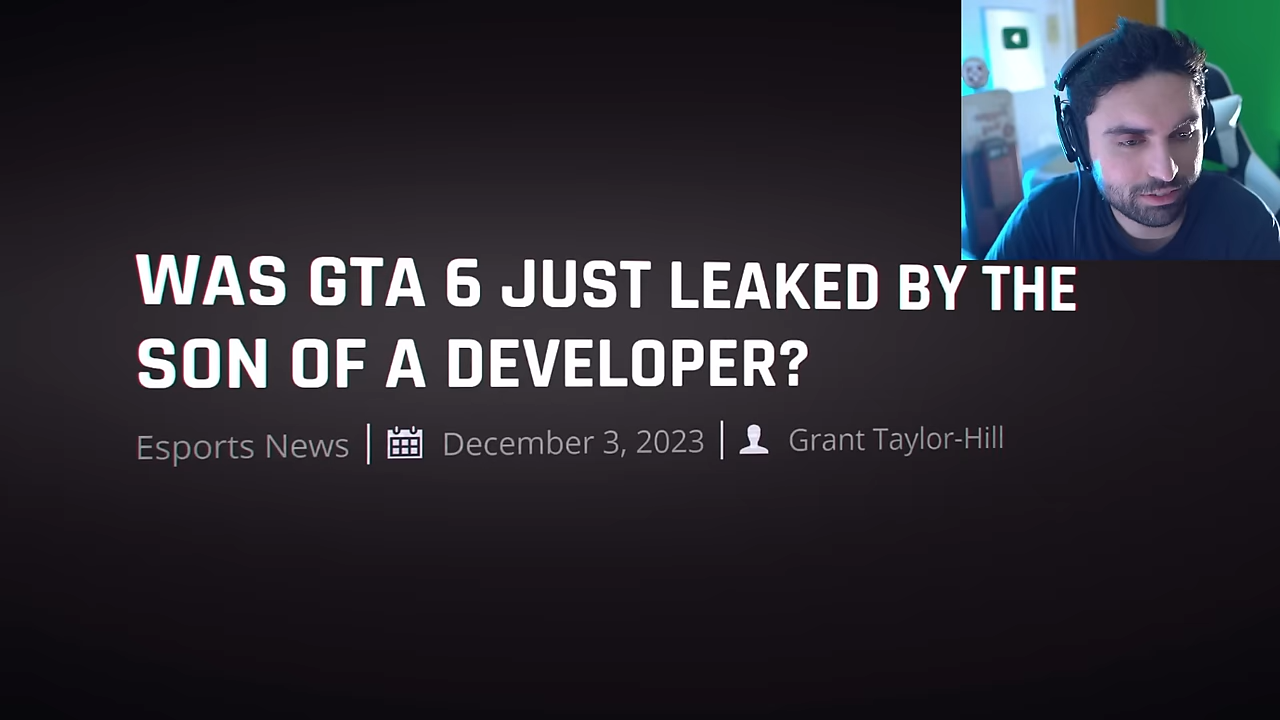 WAS GTA 6 JUST LEAKED BY THE
SON OF A DEVELOPER?
Esports News | December 3, 2023 | Grant Taylor-Hill